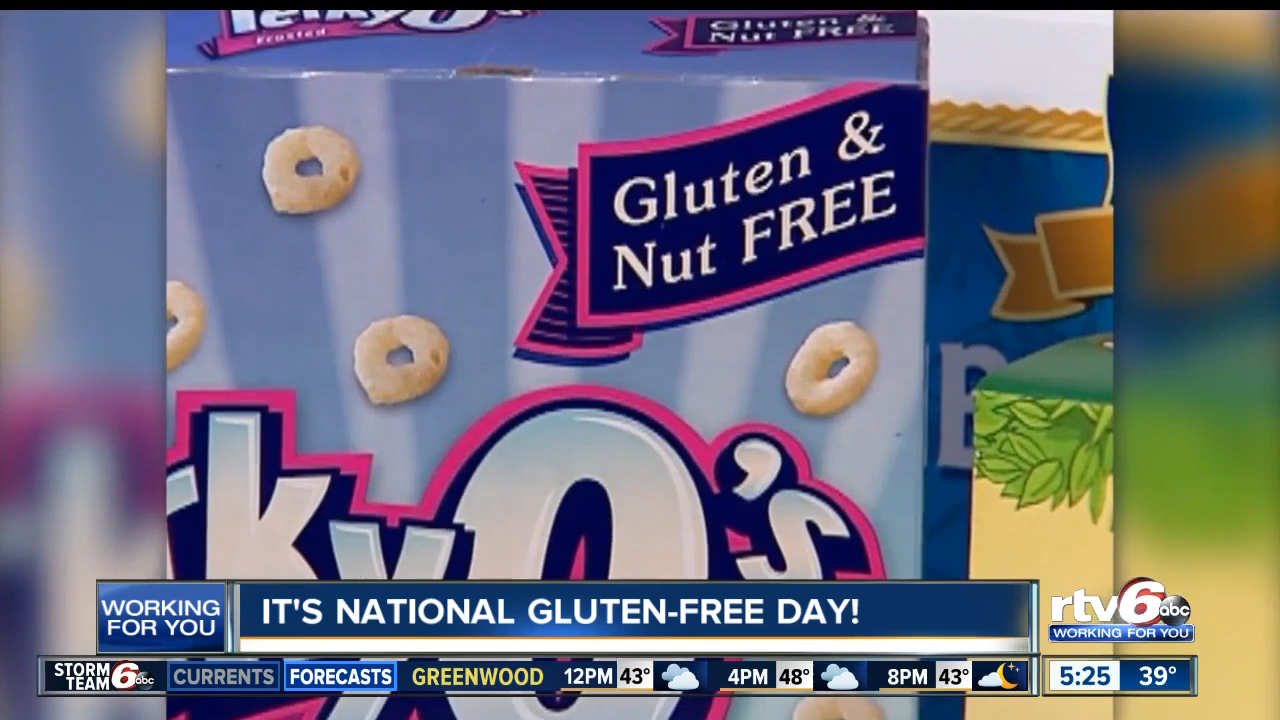 Frosted
Gluten &
Nut FREE
Gluten &
Nut FREE
rkyO's
WORKING
FOR YOU
IT'S NATIONAL GLUTEN-FREE DAY!
rtv6 abc
WORKING FOR YOU
STORM
TEAM 6 abc
CURRENTS
FORECASTS
GREENWOOD
12PM 43°
4PM 48°
8PM 43°
5:25
39°